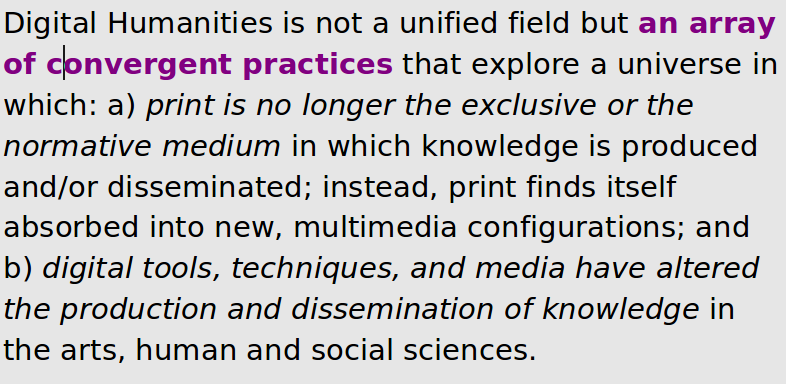 Digital Humanities is not a unified field but an array
of convergent practices that explore a universe in
which: a) print is no longer the exclusive or the
normative medium in which knowledge is produced
and/or disseminated; instead, print finds itself
absorbed into new, multimedia configurations; and
b) digital tools, techniques, and media have altered
the production and dissemination of knowledge in
the arts, human and social sciences.